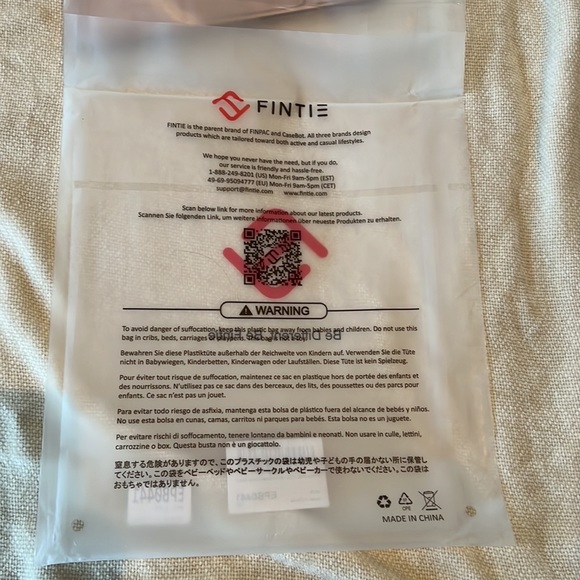 FINTIE
FINTIE is the parent brand of FINPAC and CaseBot. All three brands design
products which are tailored toward both active and casual lifestyles.
We hope you never have the need, but if you do,
our service is friendly and hassle-free.
1-888-249-8201 (US) Mon-Fri 9am-5pm (EST)
49-69-95094777 (EU) Mon-Fri 9am-5pm (CET)
support@fintie.com www.fintie.com
Scan below link for more information about our latest products.
Scannen Sie folgenden Link, um weitere Informationen über neueste Produkten zu erhalten.
WARNING
Be Different. Be Fintie
To avoid danger of suffocation, keep this plastic bag away from babies and children. Do not use this
bag in cribs, beds, carriages or playpens. This bag is not a toy.
Bewahren Sie diese Plastiktüte außerhalb der Reichweite von Kindern auf. Verwenden Sie die Tüte
nicht in Babywiegen, Kinderbetten, Kinderwagen oder Laufställen. Diese Tüte ist kein Spielzeug.
Pour éviter tout risque de suffocation, maintenez ce sac en plastique hors de portée des enfants et
des nourrissons. N'utilisez pas ce sac dans des berceaux, des lits, des poussettes ou des parcs pour
enfants. Ce sac n'est pas un jouet.
Para evitar todo riesgo de asfixia, mantenga esta bolsa de plástico fuera del alcance de bebés y niños.
No use esta bolsa en cunas, camas, carritos ni parques para bebés. Esta bolsa no es un juguete.
Per evitare rischi di soffocamento, tenere lontano da bambini e neonati. Non usare in culle, lettini,
carrozzine o box. Questa busta non è un giocattolo.
窒息する危険がありますので、このプラスチックの袋は幼児や子どもの手の届かない所に保管し
てください。この袋をベビーベッドやベビーサークルやベビーカーで使わないでください。この袋は
おもちゃではありません。
EPBB441
EPBB441
CPE
MADE IN CHINA